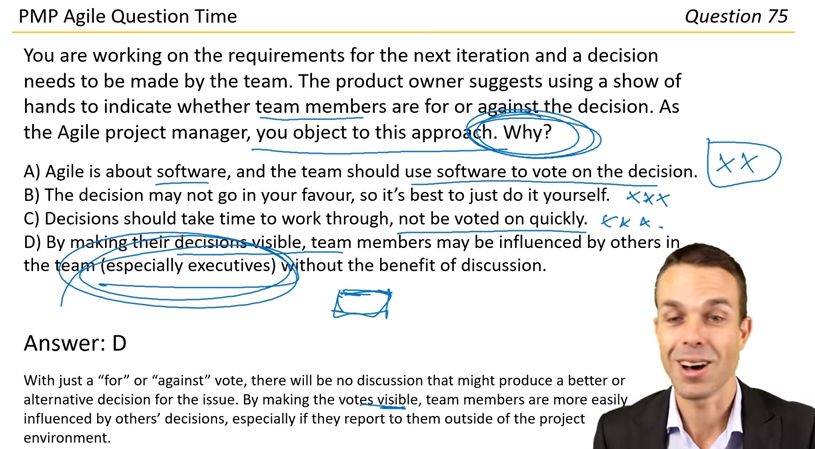 PMP Agile Question Time
Question 75
You are working on the requirements for the next iteration and a decision
needs to be made by the team. The product owner suggests using a show of
hands to indicate whether team members are for or against the decision. As
the Agile project manager, you object to this approach. Why?
A) Agile is about software, and the team should use software to vote on the decision.
XX
B) The decision may not go in your favour, so it's best to just do it yourself.
xxx
C) Decisions should take time to work through, not be voted on quickly.
D) By making their decisions visible, team members may be influenced by others in
the team (especially executives) without the benefit of discussion.
Answer: D
With just a “for” or “against” vote, there will be no discussion that might produce a better or
alternative decision for the issue. By making the votes visible, team members are more easily
influenced by others’ decisions, especially if they report to them outside of the project
environment.